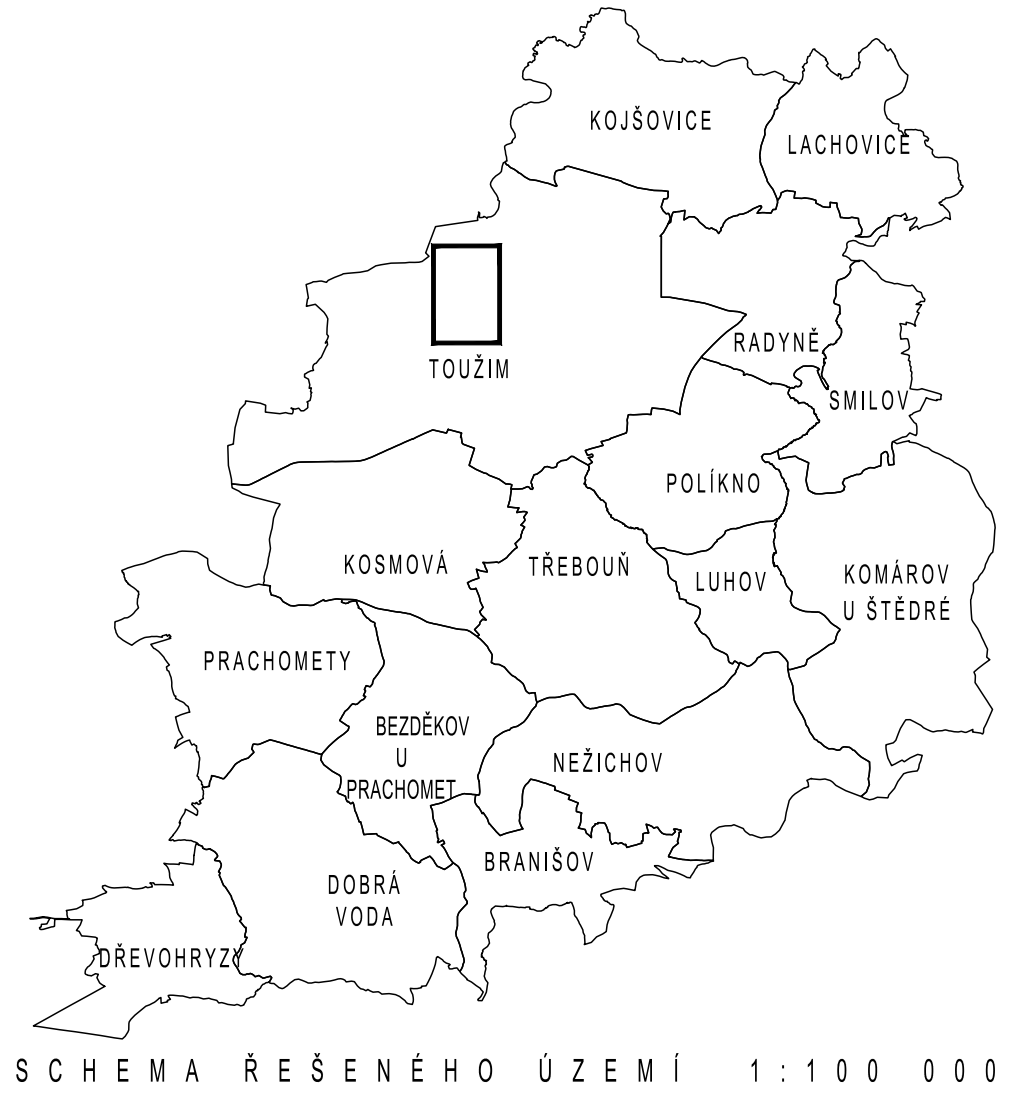 KOJŠOVICE
LACHOVICE
RADYNĚ
TOUŽIM
SMILOV
POLÍKNO
KOSMOVÁ
TŘEBOUŇ
LUHOV
KOMÁROV
U ŠTĚDRÉ
PRACHOMETY
BEZDĚKOV
U
PRACHOMET
NEŽICHOV
BRANIŠOV
DOBRÁ
VODA
DŘEVOHRYZY
SCHEMA ŘEŠENÉHO ÚZEMÍ 1:100 000